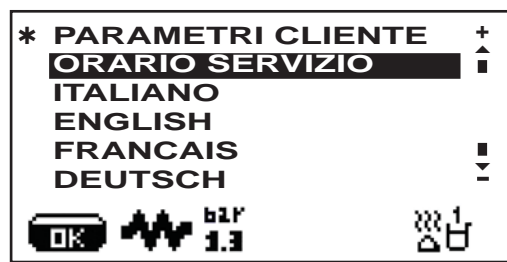 * PARAMETRI CLIENTE +
ORARIO SERVIZIO
ITALIANO
ENGLISH
FRANCAIS
DEUTSCH -
OK bar 1.3 1